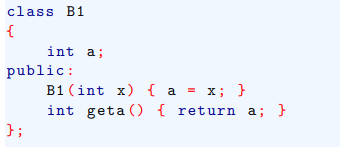 class B1
{
    int a;
public:
    B1(int x) { a = x; }
    int geta() { return a; }
};